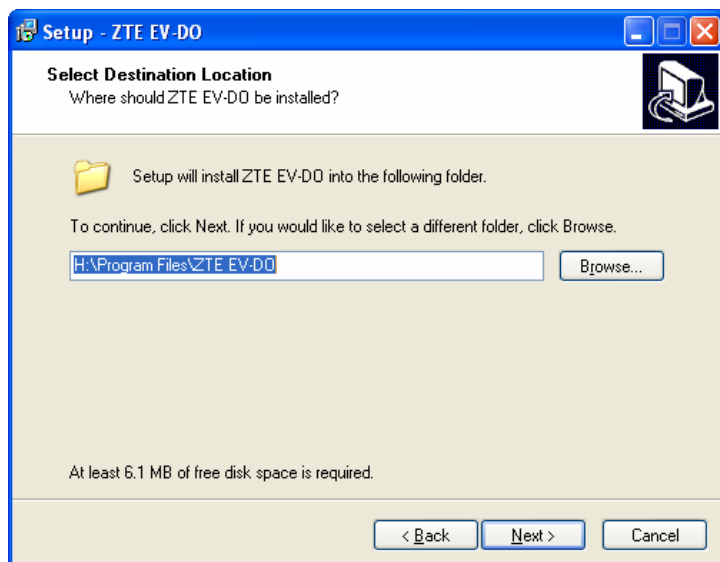 Setup - ZTE EV-DO
Select Destination Location
Where should ZTE EV-DO be installed?
Setup will install ZTE EV-DO into the following folder.
To continue, click Next. If you would like to select a different folder, click Browse.
H:\Program Files\ZTE EV-DO
Browse...
At least 6.1 MB of free disk space is required.
< Back
Next >
Cancel